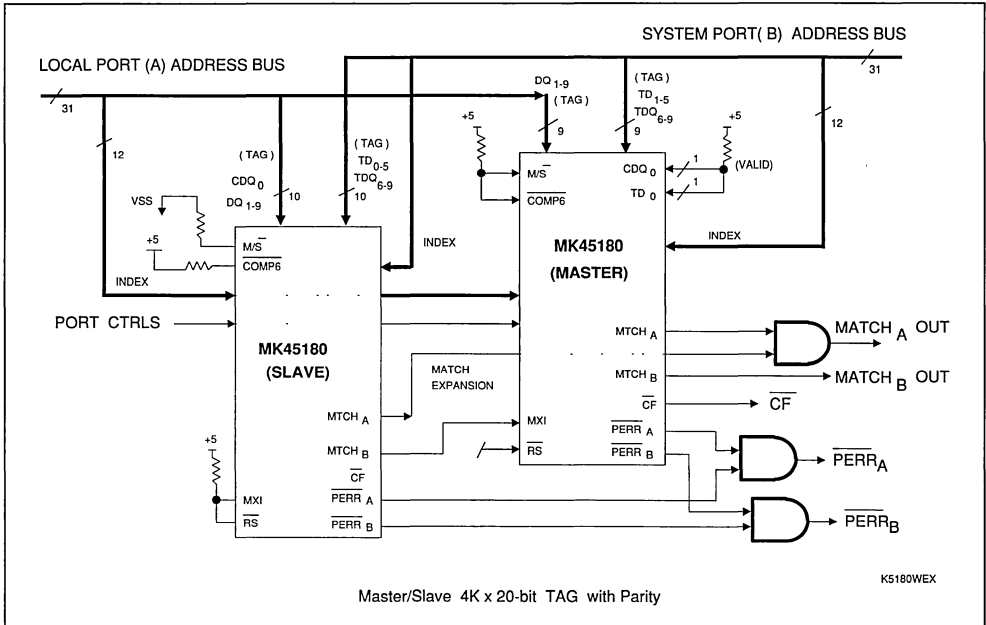 SYSTEM PORT( B) ADDRESS BUS
31
LOCAL PORT (A) ADDRESS BUS
31
DQ 1-9
(TAG)
9
(TAG)
TD 1-5
TDQ 6-9
9
+5
+5
12
12
(VALID)
CDQ 0
1
TD 0
1
M/S
COMP6
(TAG)
CDQ 0
DQ 1-9
10
(TAG)
TD 0-5
TDQ 6-9
10
VSS
+5
M/S
COMP6
INDEX
INDEX
INDEX
MK45180
(MASTER)
PORT CTRLS
MK45180
(SLAVE)
MATCH
EXPANSION
MTCH A
MTCH B
CF
PERR A
PERR B
MXI
RS
MATCH A OUT
MATCH B OUT
CF
PERR A
PERR B
MTCH A
MTCH B
CF
PERR A
PERR B
+5
MXI
RS
K5180WEX
Master/Slave 4K x 20-bit TAG with Parity